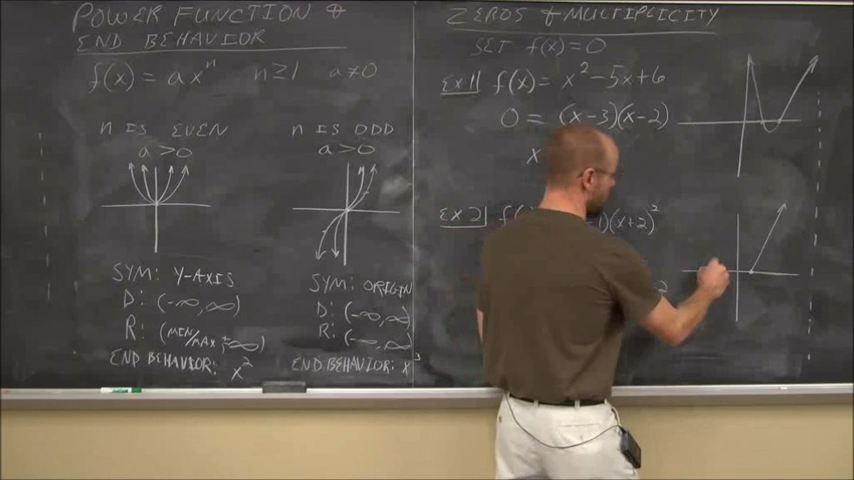 POWER FUNCTION &
END BEHAVIOR
f(x) = ax^n n≥1 a≠0
n IS EVEN
a>0
SYM: Y-AXIS
D: (-∞,∞)
R: (MIN/MAX, ±∞)
END BEHAVIOR: x^2
n IS ODD
a>0
SYM: ORIGIN
D: (-∞,∞)
R: (-∞,∞)
END BEHAVIOR: x^3
ZEROS & MULTIPLICITY
SET f(x)=0
Ex 1| f(x) = x^2-5x+6
0 = (x-3)(x-2)
x
Ex 2| f(
1)(x+2)^2
2